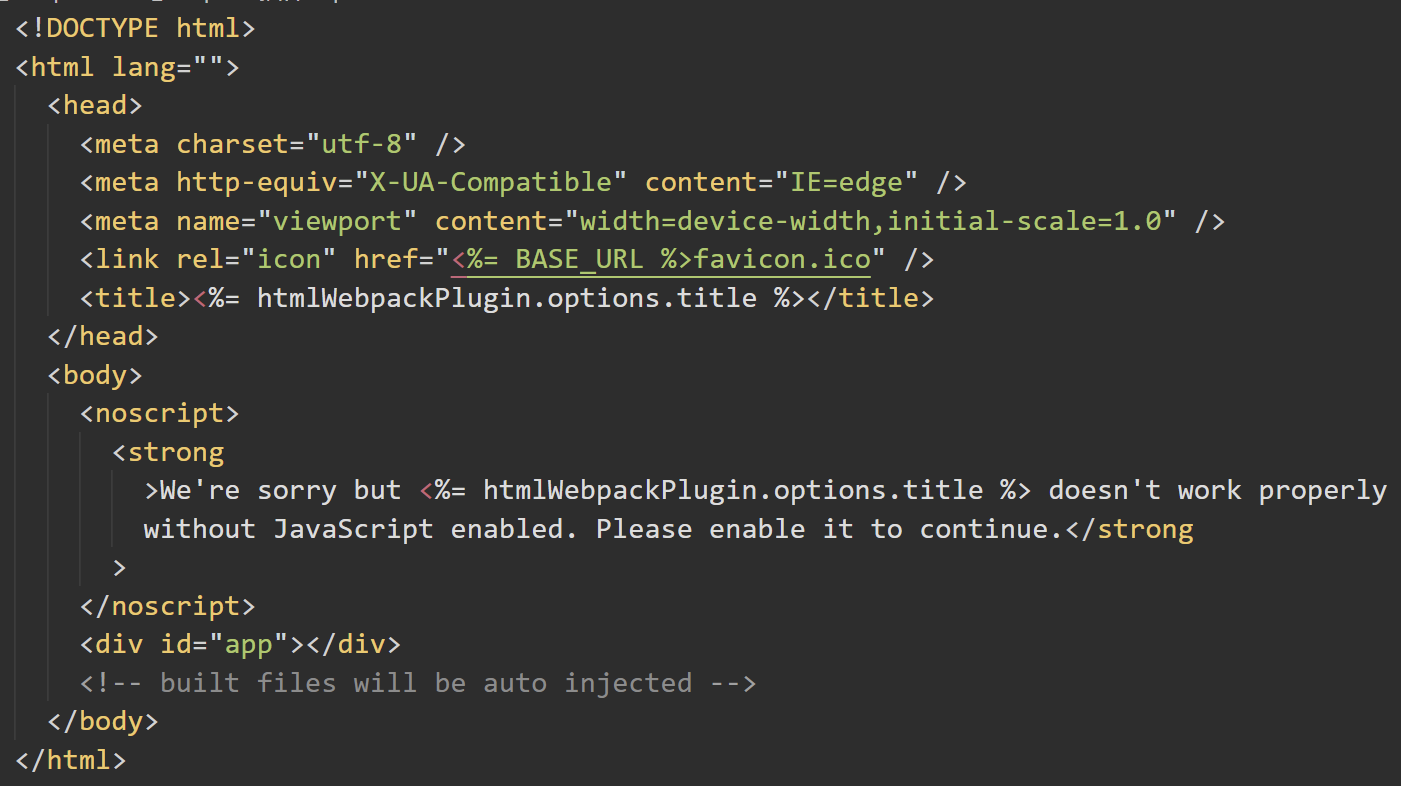 <!DOCTYPE html>
<html lang="">
<head>
<meta charset="utf-8" />
<meta http-equiv="X-UA-Compatible" content="IE=edge" />
<meta name="viewport" content="width=device-width,initial-scale=1.0" />
<link rel="icon" href="<%= BASE_URL %>favicon.ico" />
<title><%= htmlWebpackPlugin.options.title %></title>
</head>
<body>
<noscript>
<strong
>We're sorry but <%= htmlWebpackPlugin.options.title %> doesn't work properly
without JavaScript enabled. Please enable it to continue.</strong
>
</noscript>
<div id="app"></div>
<!-- built files will be auto injected -->
</body>
</html>